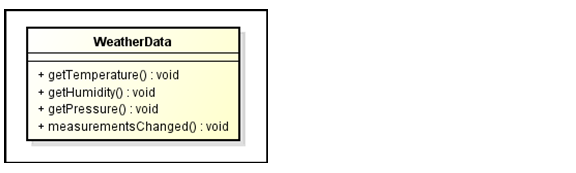 WeatherData
+ getTemperature() : void
+ getHumidity() : void
+ getPressure() : void
+ measurementsChanged() : void